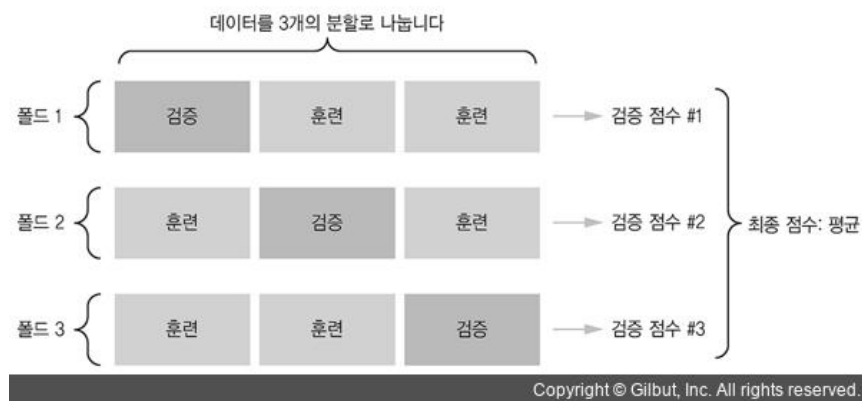 데이터를 3개의 분할로 나눕니다
폴드 1 검증 훈련 훈련 검증 점수 #1
폴드 2 훈련 검증 훈련 검증 점수 #2 최종 점수: 평균
폴드 3 훈련 훈련 검증 검증 점수 #3
Copyright © Gilbut, Inc. All rights reserved.